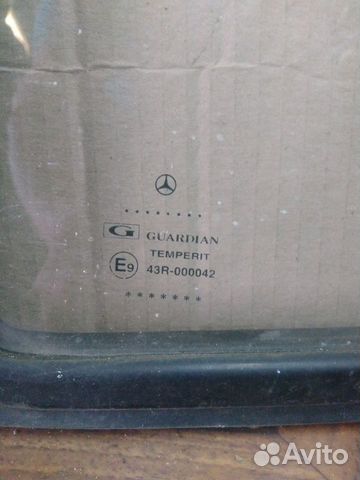 G GUARDIAN
TEMPERIT
E9 43R-000042
*******
Avito